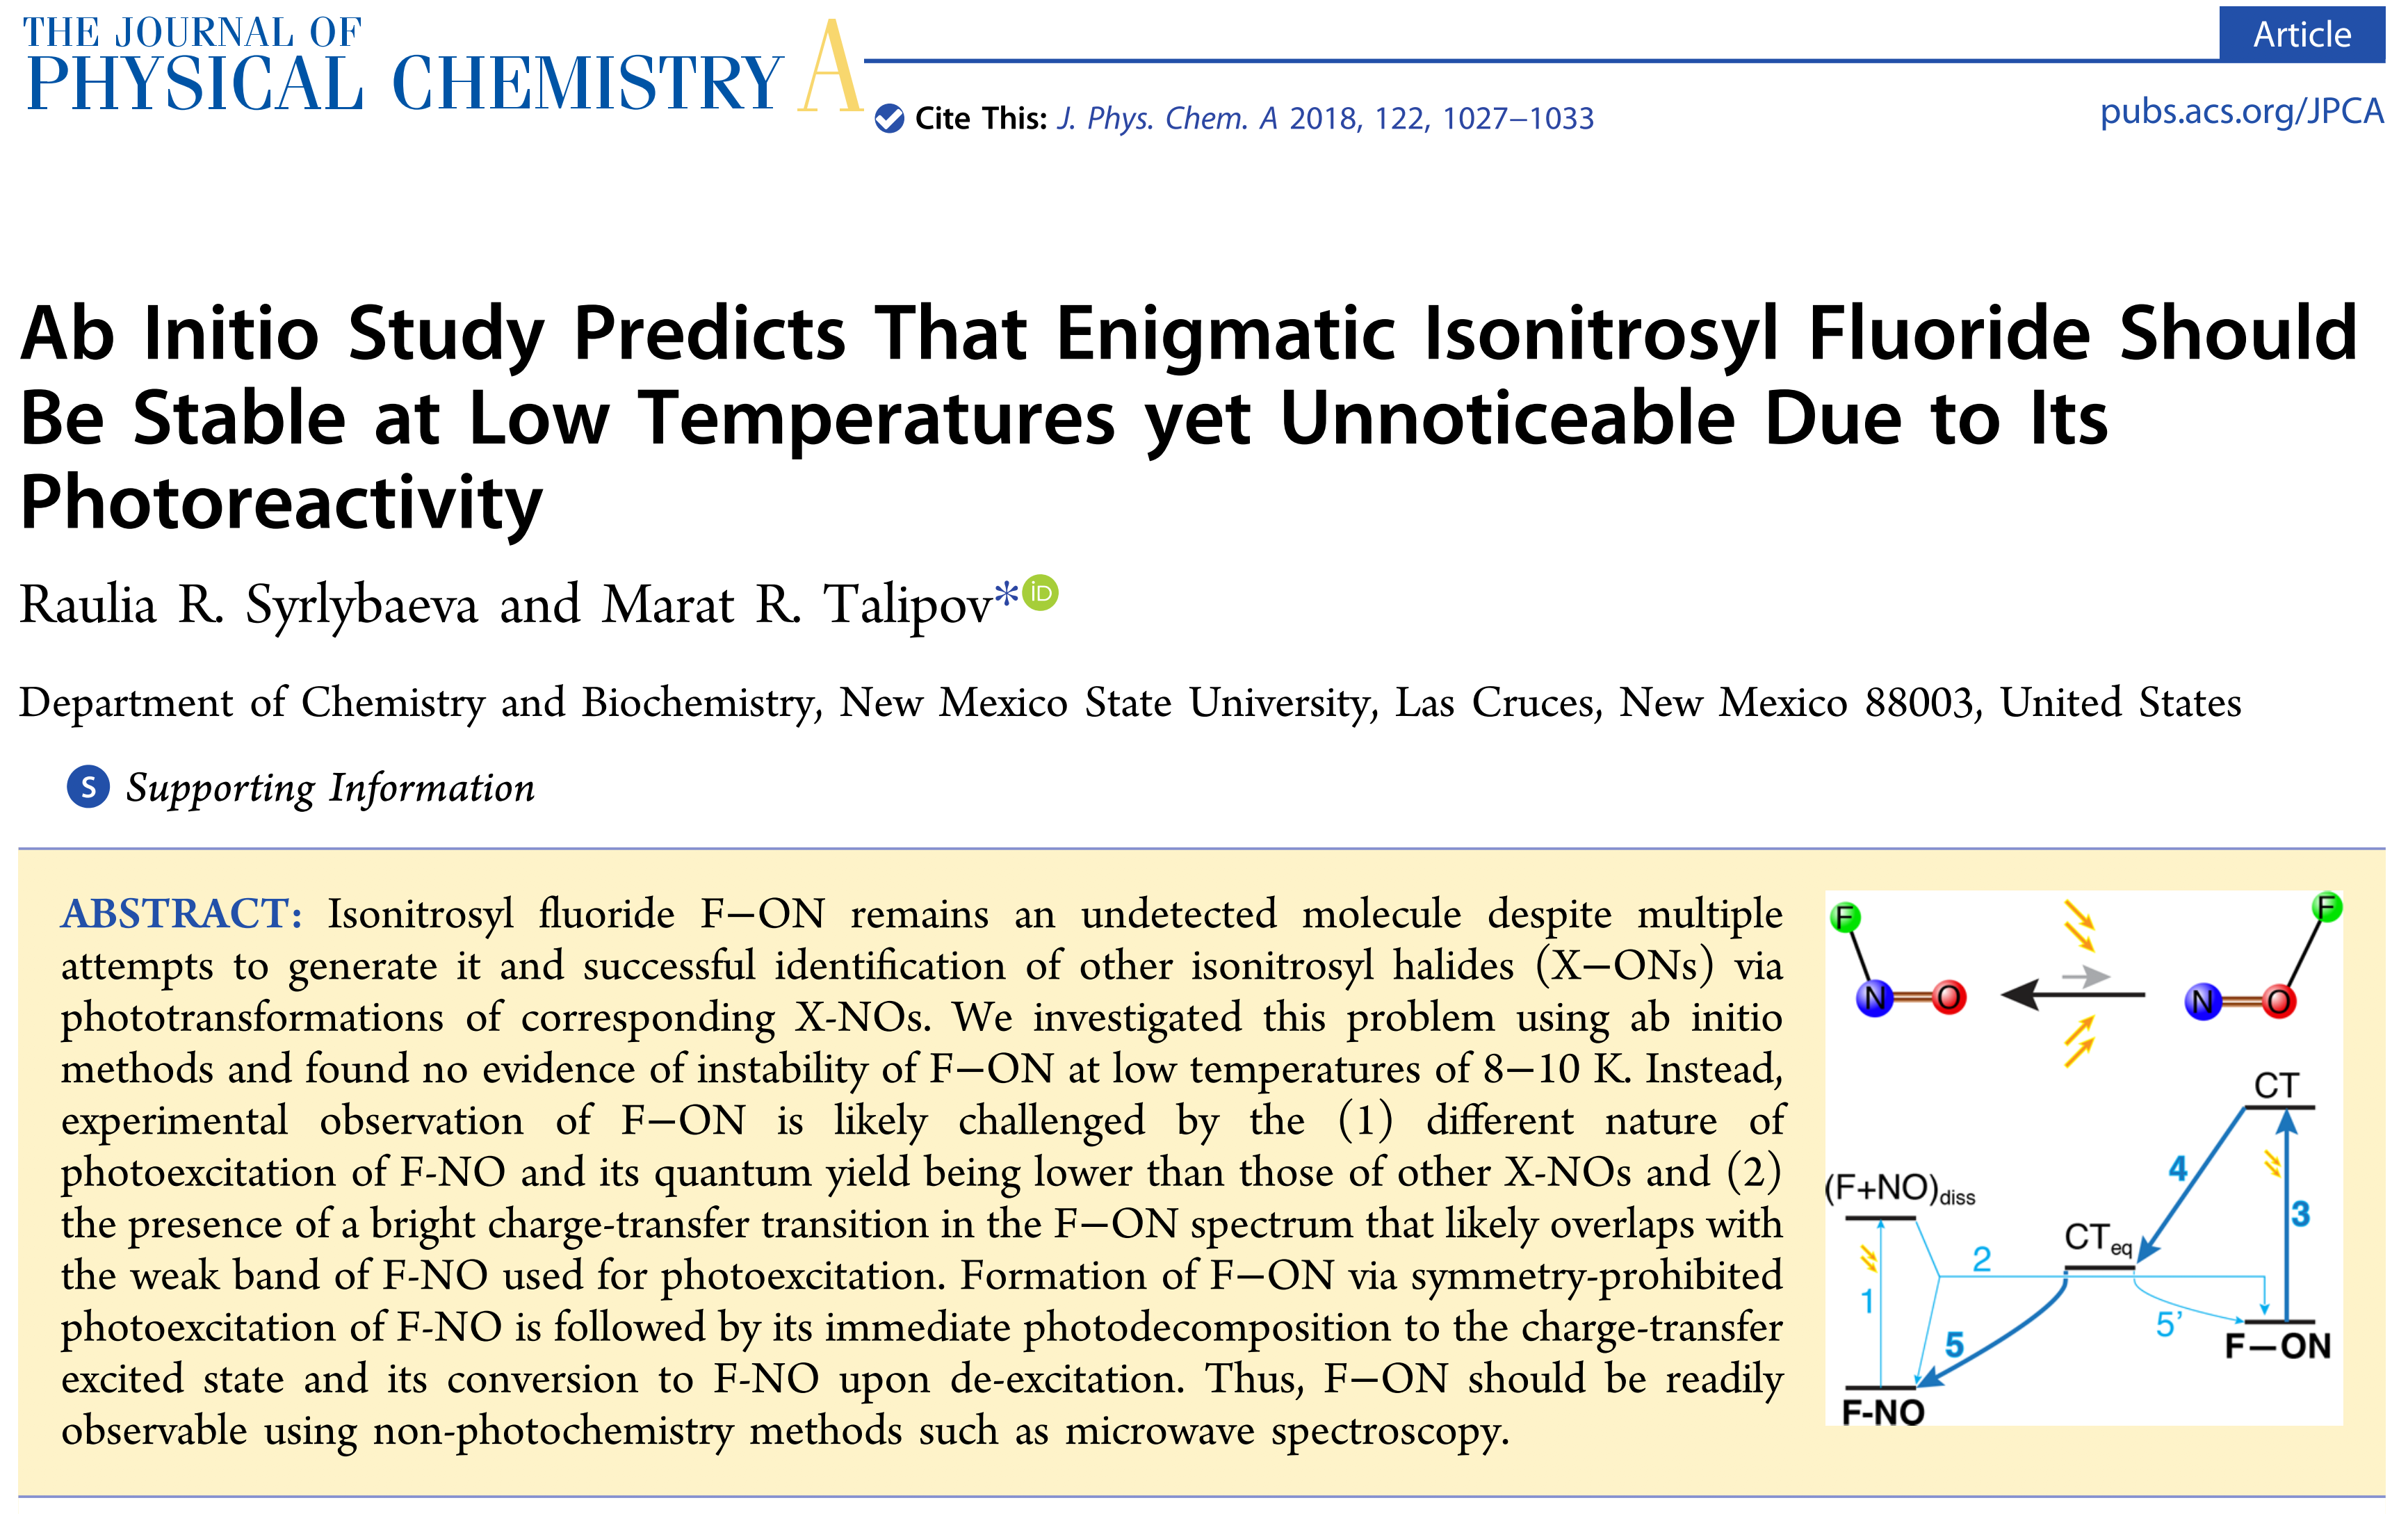 THE JOURNAL OF
PHYSICAL CHEMISTRY A
Article
Cite This: J. Phys. Chem. A 2018, 122, 1027−1033
pubs.acs.org/JPCA
Ab Initio Study Predicts That Enigmatic Isonitrosyl Fluoride Should
Be Stable at Low Temperatures yet Unnoticeable Due to Its
Photoreactivity
Raulia R. Syrlybaeva and Marat R. Talipov* iD
Department of Chemistry and Biochemistry, New Mexico State University, Las Cruces, New Mexico 88003, United States
S Supporting Information
ABSTRACT: Isonitrosyl fluoride F−ON remains an undetected molecule despite multiple
attempts to generate it and successful identification of other isonitrosyl halides (X−ONs) via
phototransformations of corresponding X-NOs. We investigated this problem using ab initio
methods and found no evidence of instability of F−ON at low temperatures of 8−10 K. Instead,
experimental observation of F−ON is likely challenged by the (1) different nature of
photoexcitation of F-NO and its quantum yield being lower than those of other X-NOs and (2)
the presence of a bright charge-transfer transition in the F−ON spectrum that likely overlaps with
the weak band of F-NO used for photoexcitation. Formation of F−ON via symmetry-prohibited
photoexcitation of F-NO is followed by its immediate photodecomposition to the charge-transfer
excited state and its conversion to F-NO upon de-excitation. Thus, F−ON should be readily
observable using non-photochemistry methods such as microwave spectroscopy.
F
F
N
O
N
O
CT
4
(F+NO)diss
3
CTeq
2
1
5'
5
F−ON
F-NO